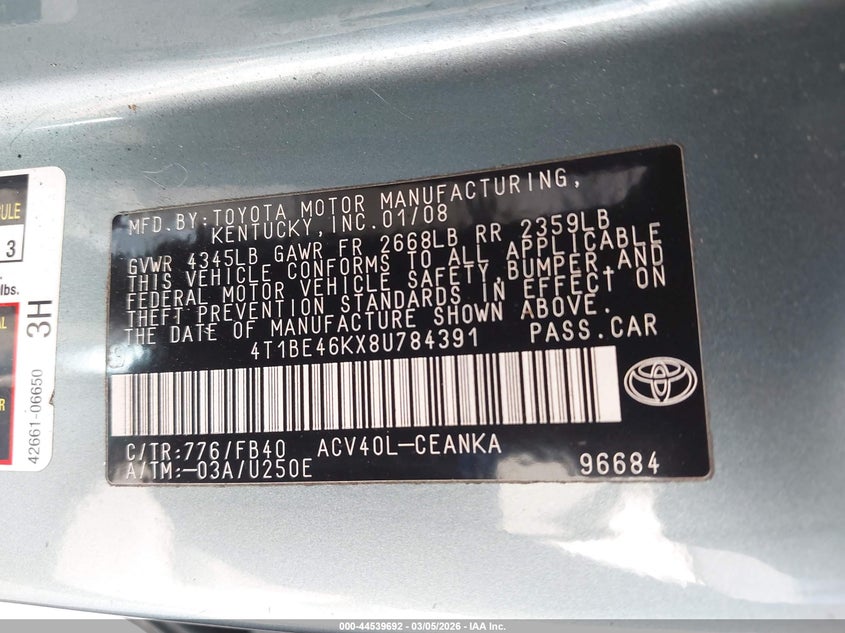 MFD.BY:TOYOTA MOTOR MANUFACTURING,
KENTUCKY,INC.01/08
GVWR 4345LB GAWR FR 2668LB RR 2359LB
THIS VEHICLE CONFORMS TO ALL APPLICABLE
FEDERAL MOTOR VEHICLE SAFETY,BUMPER AND
THEFT PREVENTION STANDARDS IN EFFECT ON
THE DATE OF MANUFACTURE SHOWN ABOVE.
4T1BE46KX8U784391 PASS.CAR
C/TR:776/FB40 ACV40L-CEANKA
A/TM:-03A/U250E 96684
3
lbs.
3H
42661-06650
000-44539692 - 03/05/2026 - IAA Inc.